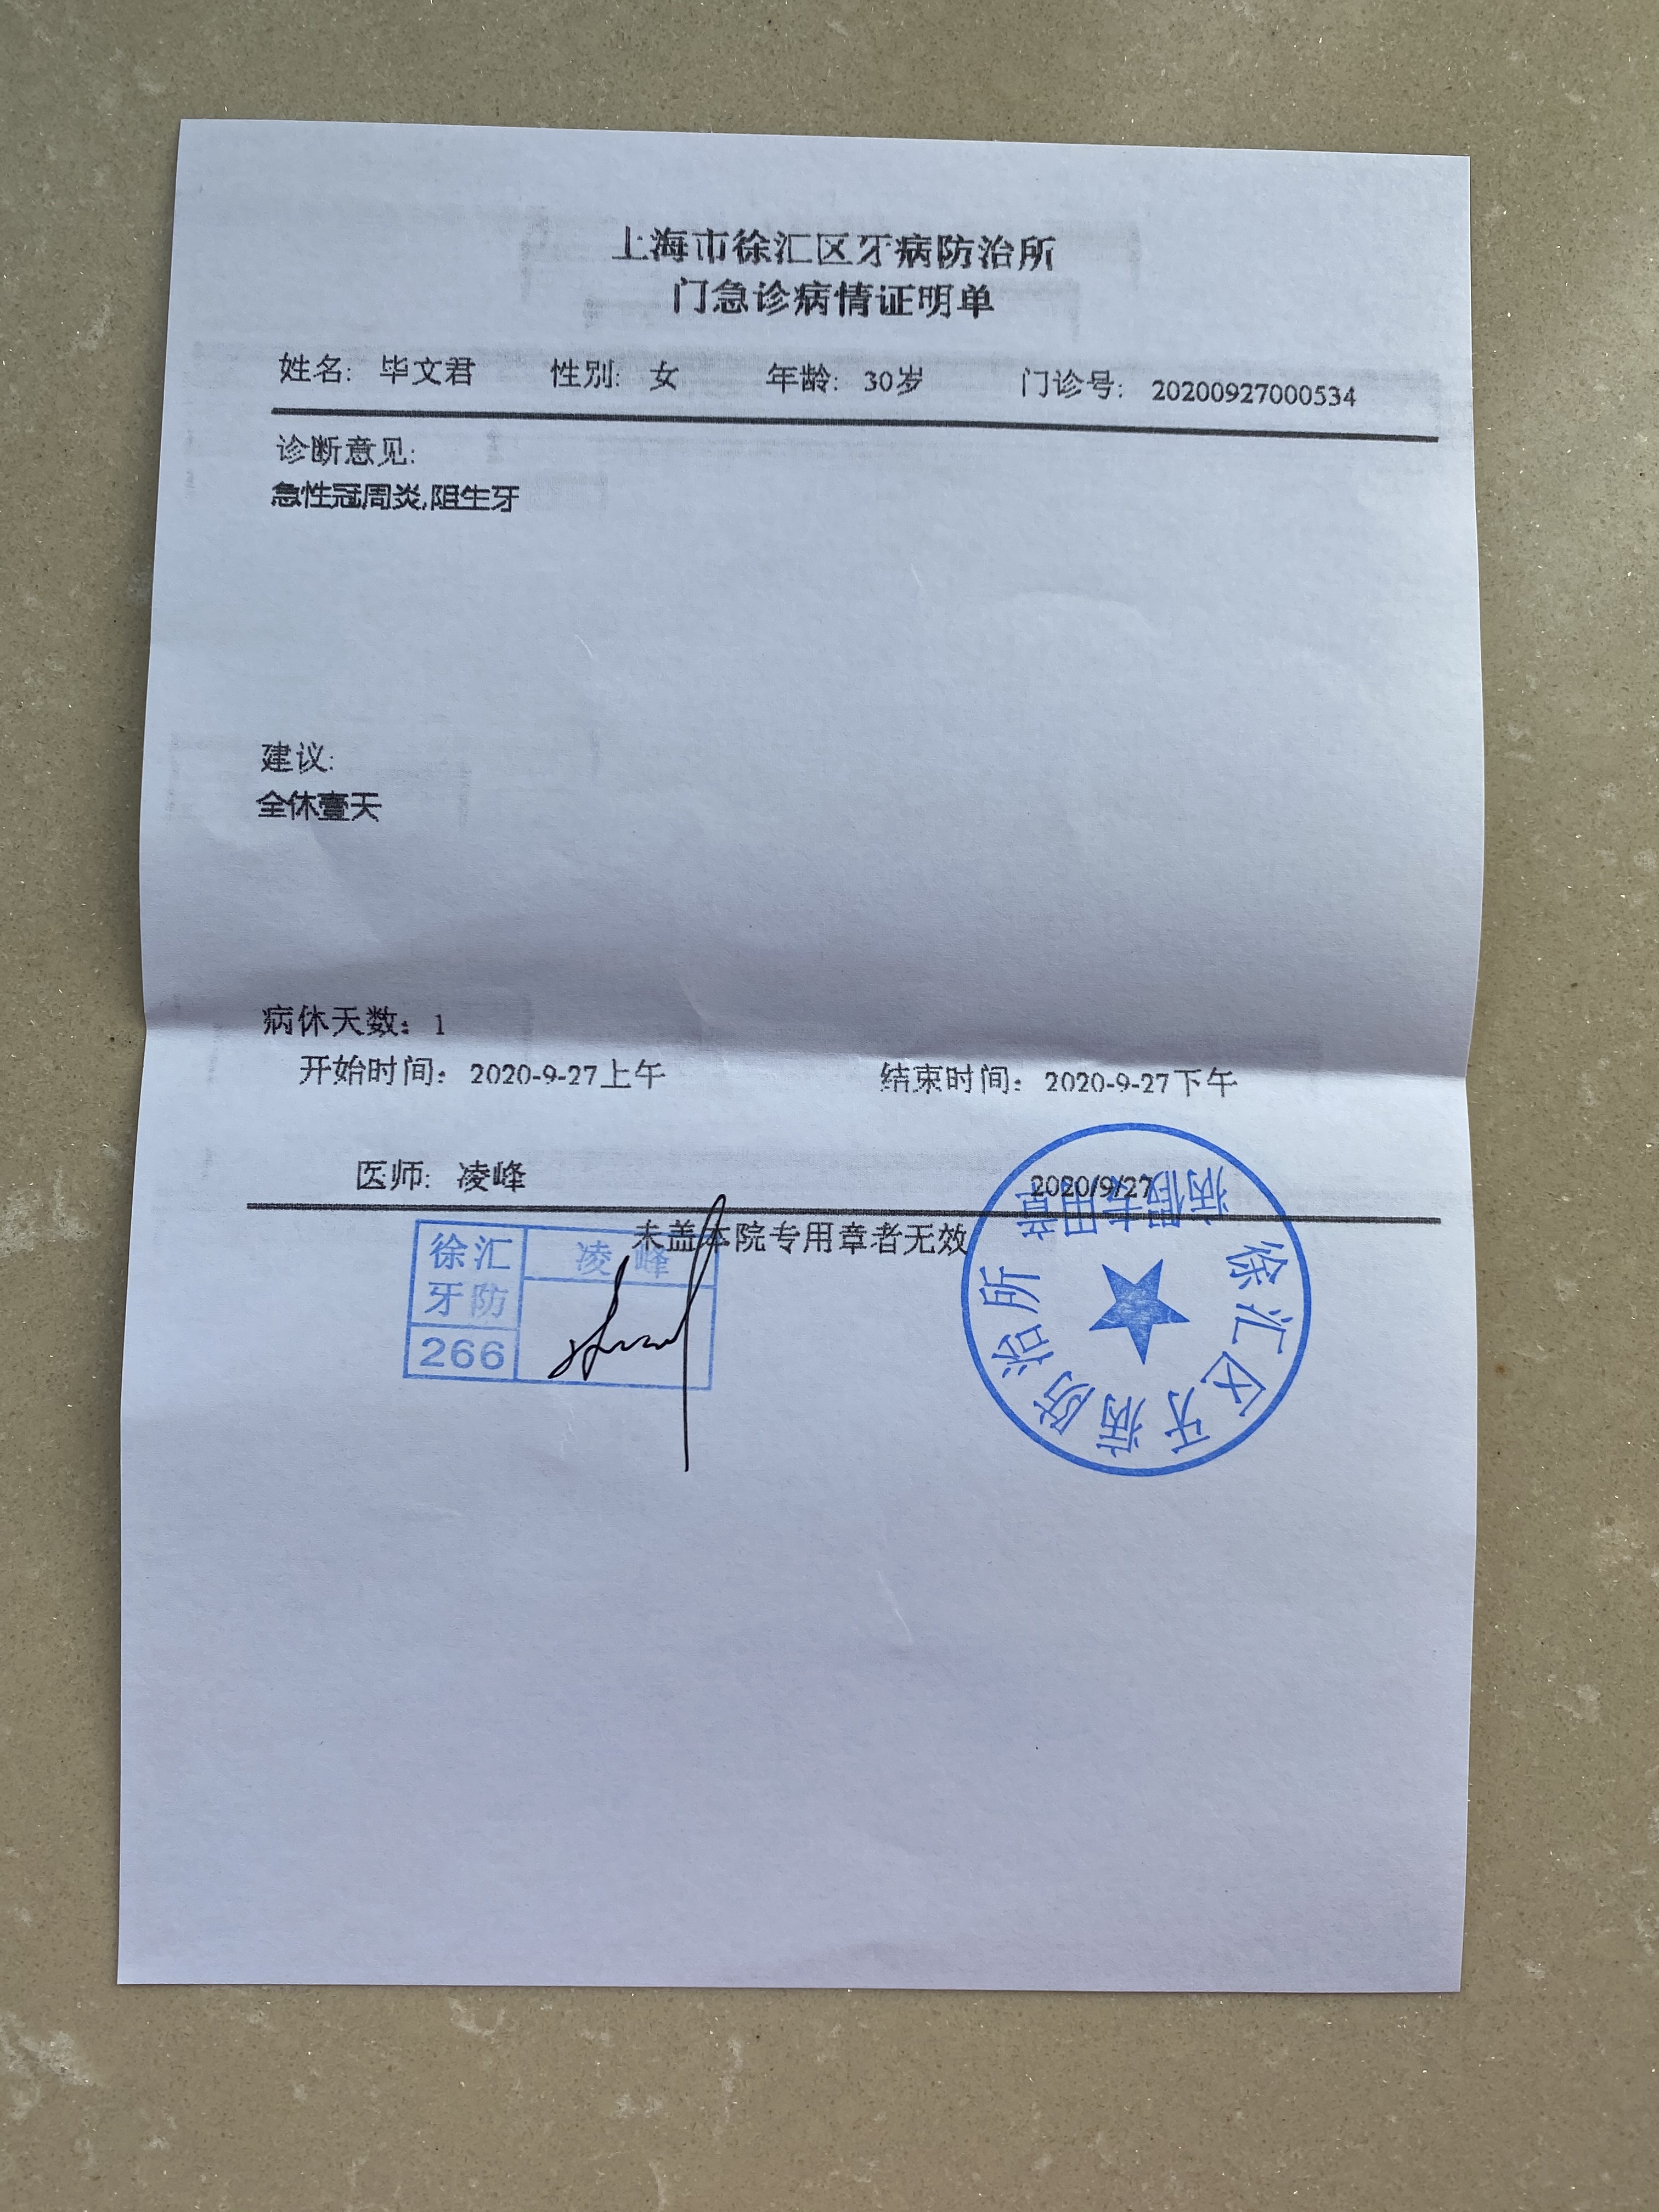 上海市徐汇区牙病防治所
门急诊病情证明单
姓名: 毕文君 性别: 女 年龄: 30岁 门诊号: 20200927000534
诊断意见:
急性冠周炎,阻生牙
建议:
全休壹天
病休天数: 1
开始时间: 2020-9-27上午 结束时间: 2020-9-27下午
医师: 凌峰 2020/9/27
未盖本院专用章者无效
徐汇
牙防
266
凌峰
徐汇区牙病防治所
病假专用章